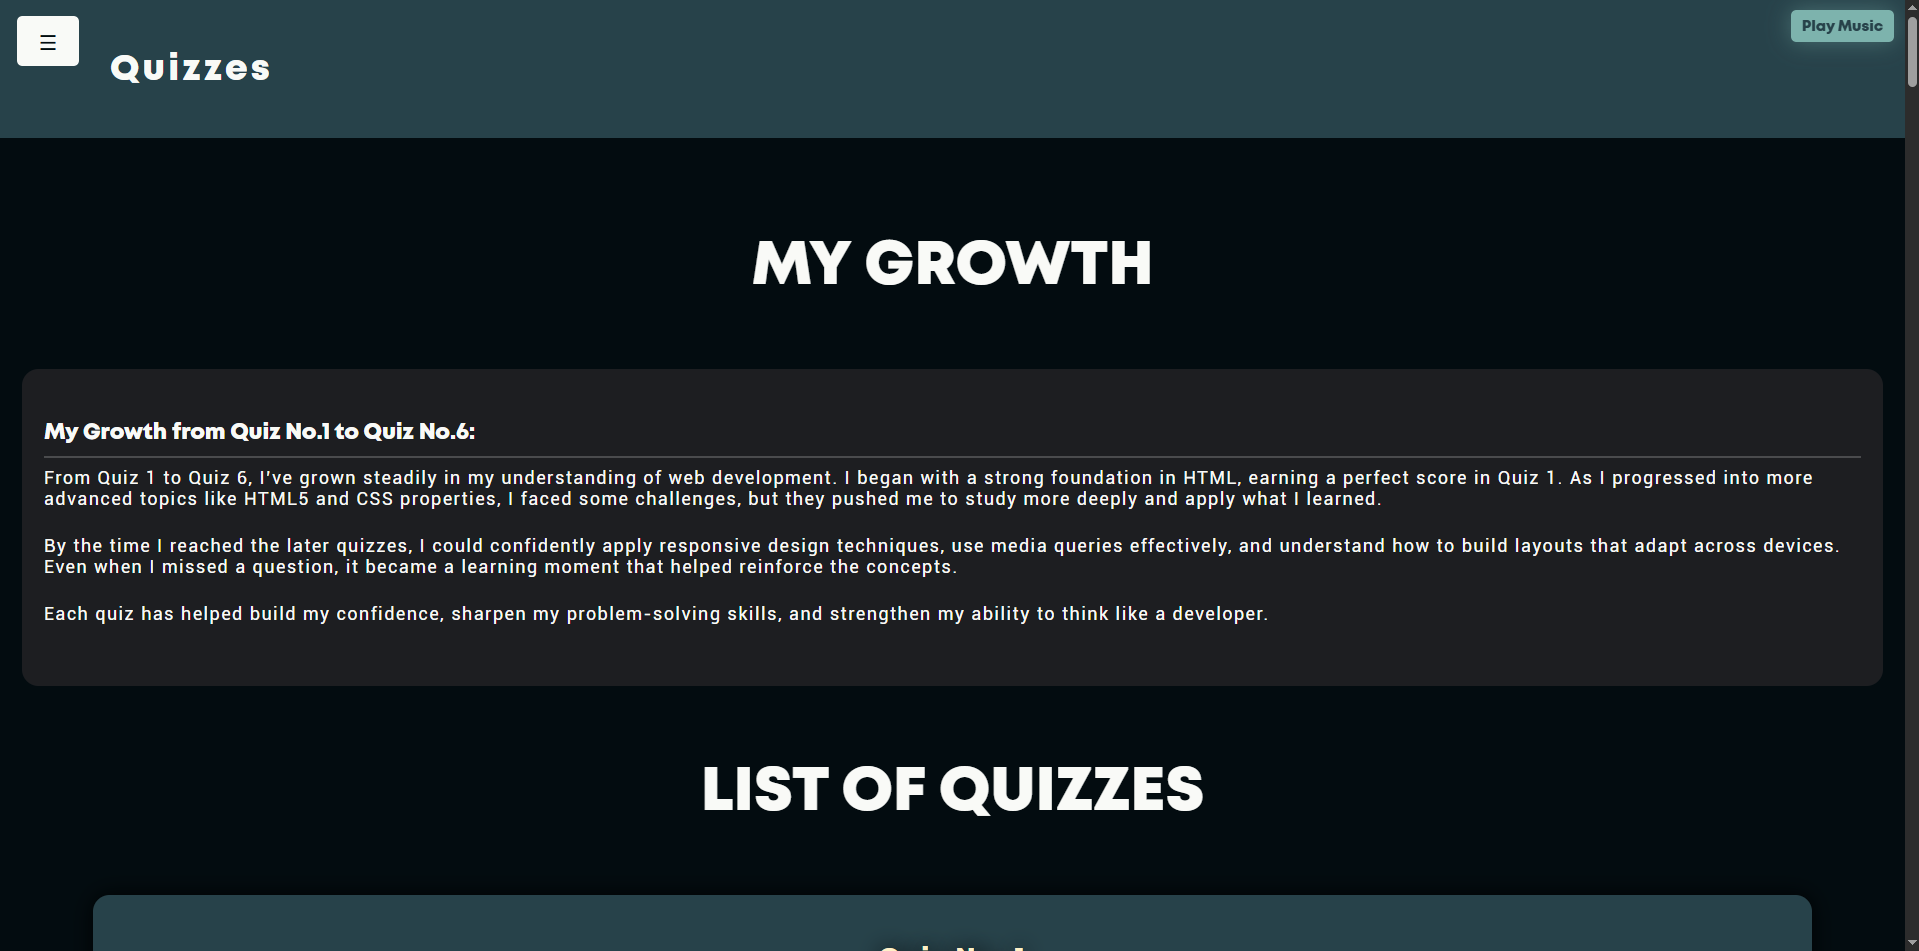 ☰
Quizzes
Play Music
MY GROWTH
My Growth from Quiz No.1 to Quiz No.6:
From Quiz 1 to Quiz 6, I've grown steadily in my understanding of web development. I began with a strong foundation in HTML, earning a perfect score in Quiz 1. As I progressed into more
advanced topics like HTML5 and CSS properties, I faced some challenges, but they pushed me to study more deeply and apply what I learned.
By the time I reached the later quizzes, I could confidently apply responsive design techniques, use media queries effectively, and understand how to build layouts that adapt across devices.
Even when I missed a question, it became a learning moment that helped reinforce the concepts.
Each quiz has helped build my confidence, sharpen my problem-solving skills, and strengthen my ability to think like a developer.
LIST OF QUIZZES